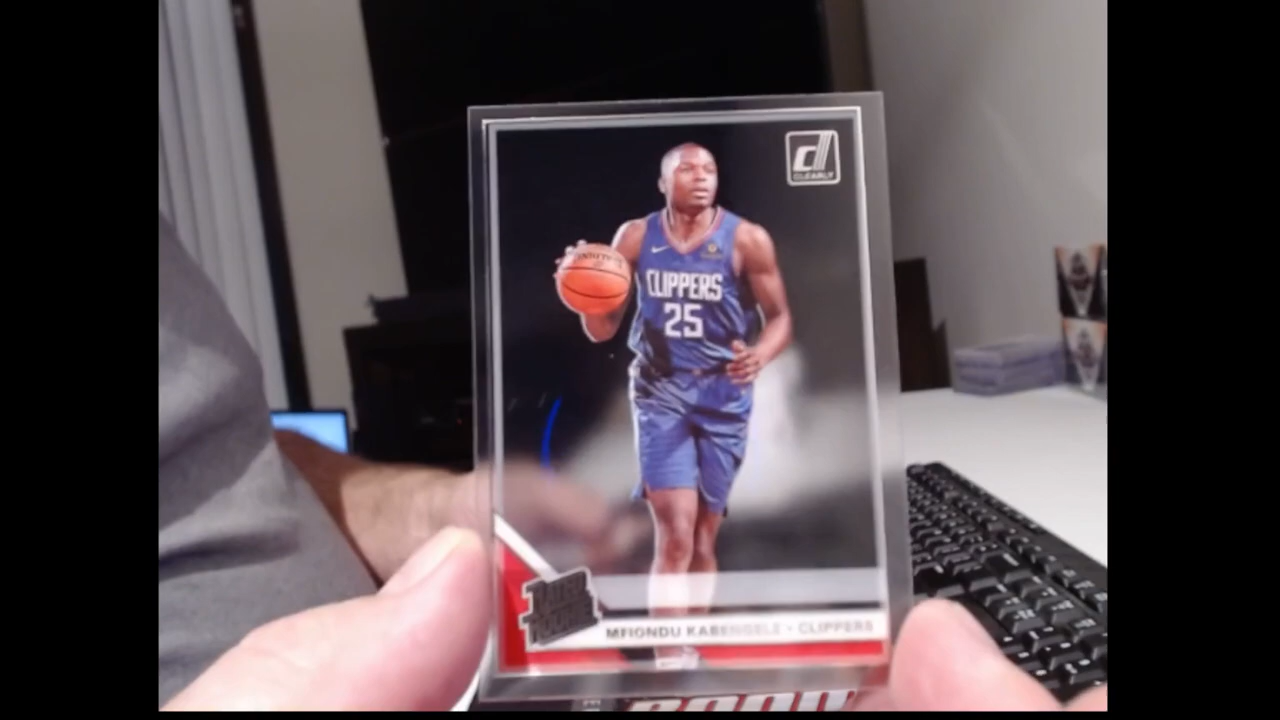 CLEARLY
CLIPPERS
25
RATED
ROOKIE
MFIONDU KABENGELE • CLIPPERS